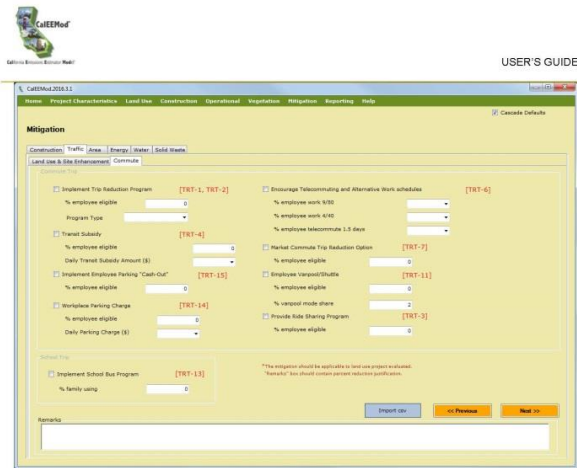 CalEEMod
California Emissions Estimator Model
USER'S GUIDE
CalEEMod.2016.3.1
Home Project Characteristics Land Use Construction Operational Vegetation Mitigation Reporting Help
Cascade Defaults
Mitigation
Construction Traffic Area Energy Water Solid Waste
Land Use & Site Enhancement Commute
Commute Trip
Implement Trip Reduction Program [TRT-1, TRT-2]
% employee eligible 0
Program Type
Transit Subsidy [TRT-4]
% employee eligible 0
Daily Transit Subsidy Amount ($)
Implement Employee Parking "Cash-Out" [TRT-15]
% employee eligible 0
Workplace Parking Charge [TRT-14]
% employee eligible 0
Daily Parking Charge ($)
Encourage Telecommuting and Alternative Work schedules [TRT-6]
% employee work 9/80
% employee work 4/40
% employee telecommute 1.5 days
Market Commute Trip Reduction Option [TRT-7]
% employee eligible 0
Employee Vanpool/Shuttle [TRT-11]
% employee eligible 0
% vanpool mode share 2
Provide Ride Sharing Program [TRT-3]
% employee eligible 0
School Trip
Implement School Bus Program [TRT-13]
% family using 0
*The mitigation should be applicable to land use project evaluated.
"Remarks" box should contain percent reduction justification.
Import csv << Previous Next >>
Remarks